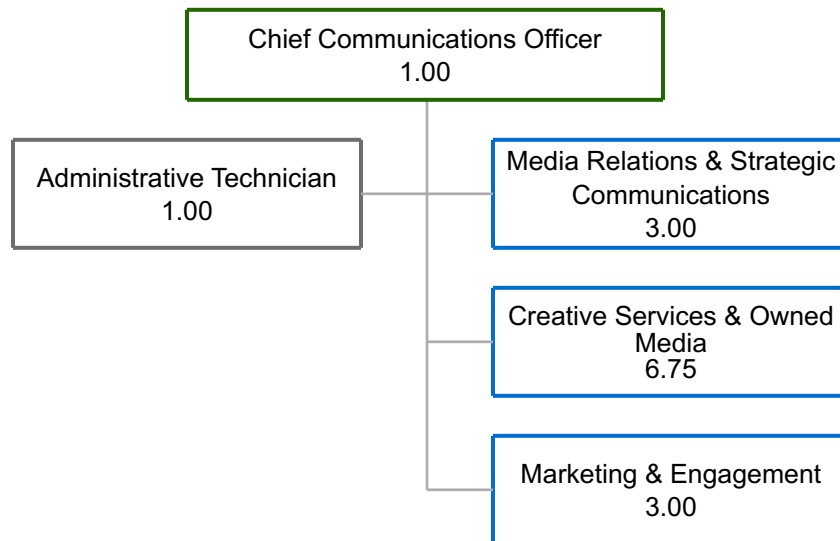 Chief Communications Officer
1.00
Administrative Technician
1.00
Media Relations & Strategic
Communications
3.00
Creative Services & Owned
Media
6.75
Marketing & Engagement
3.00